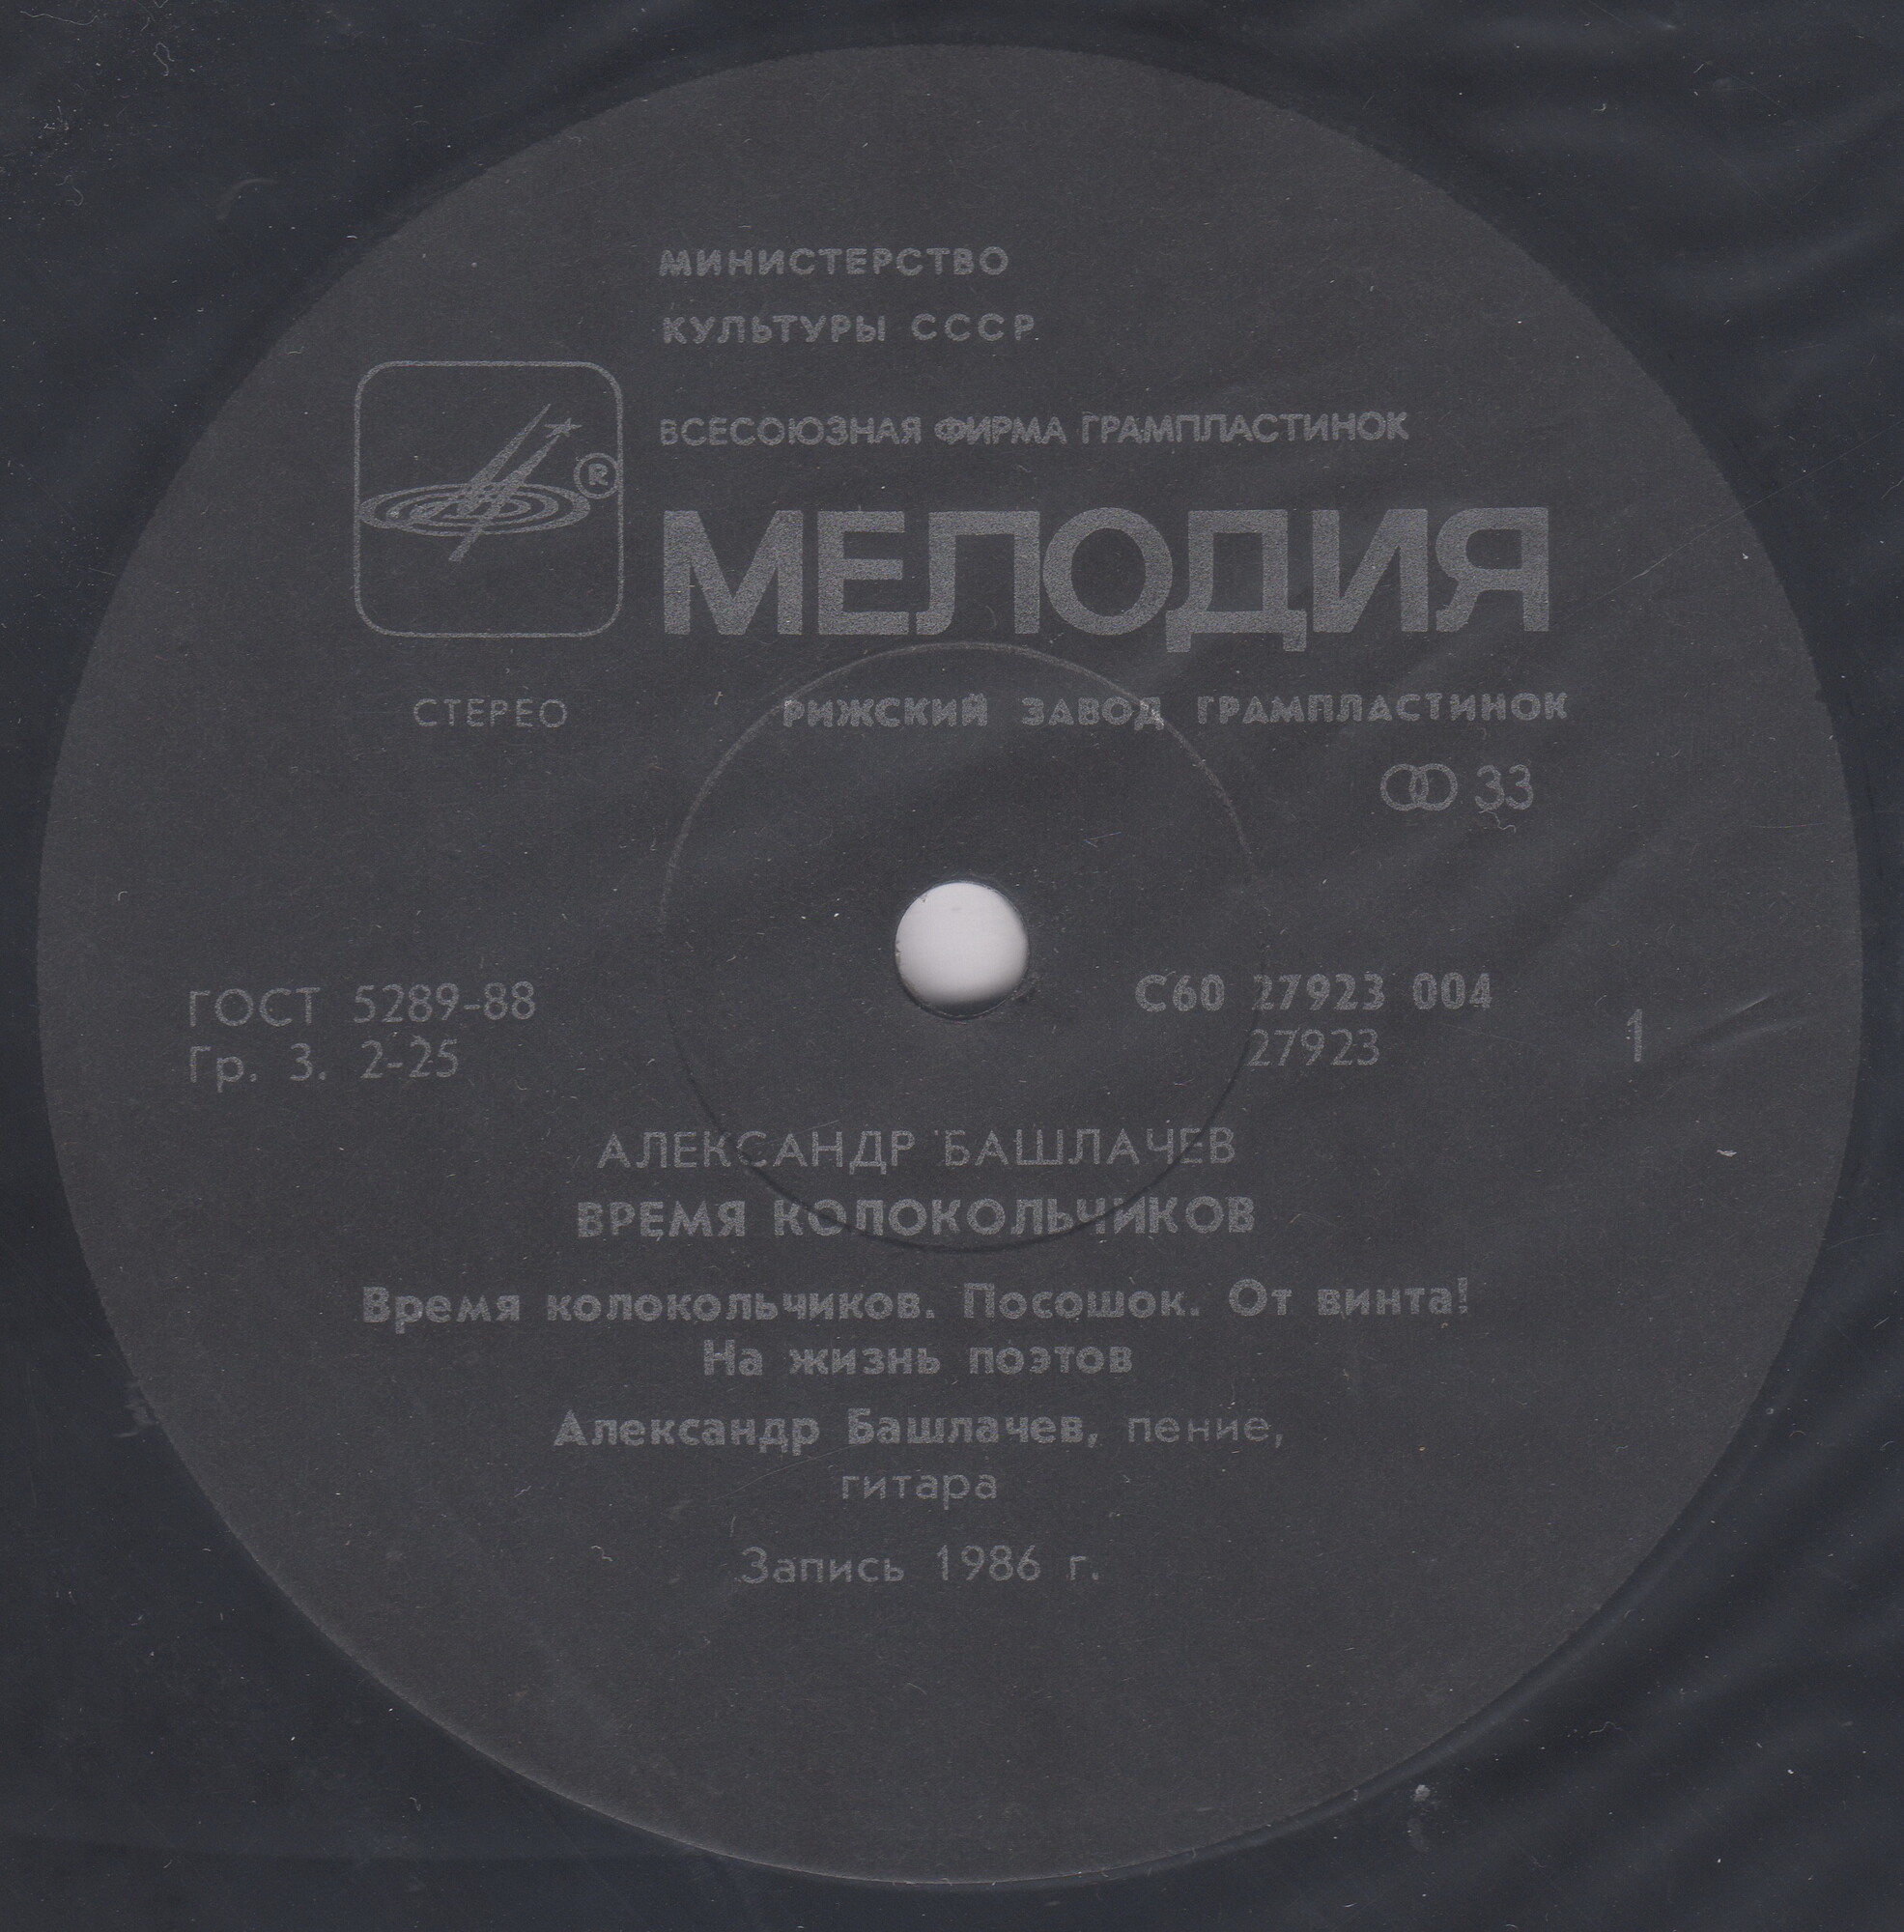 МИНИСТЕРСТВО
КУЛЬТУРЫ СССР
ВСЕСОЮЗНАЯ ФИРМА ГРАМПЛАСТИНОК
®
МЕЛОДИЯ
СТЕРЕО РИЖСКИЙ ЗАВОД ГРАМПЛАСТИНОК
33
ГОСТ 5289-88 С60 27923 004
Гр. 3. 2-25 27923 1
АЛЕКСАНДР БАШЛАЧЕВ
ВРЕМЯ КОЛОКОЛЬЧИКОВ
Время колокольчиков. Посошок. От винта!
На жизнь поэтов
Александр Башлачев, пение,
гитара
Запись 1986 г.